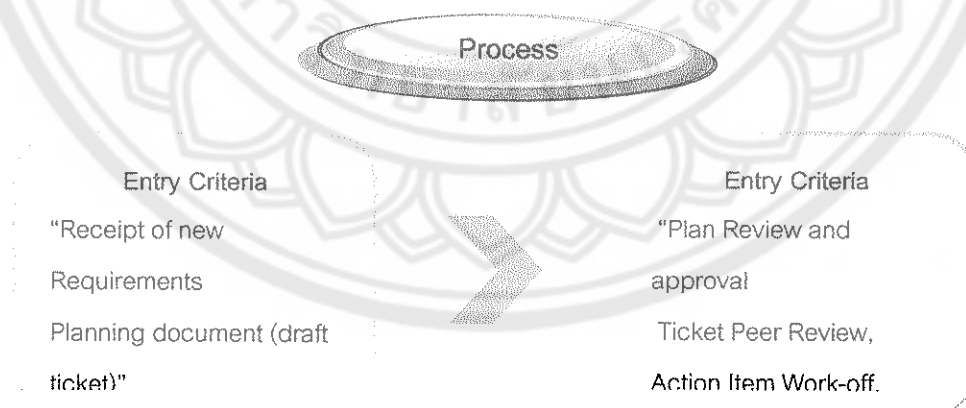 Process
Entry Criteria
“Receipt of new
Requirements
Planning document (draft
ticket)”
Entry Criteria
“Plan Review and
approval
Ticket Peer Review,
Action Item Work-off.